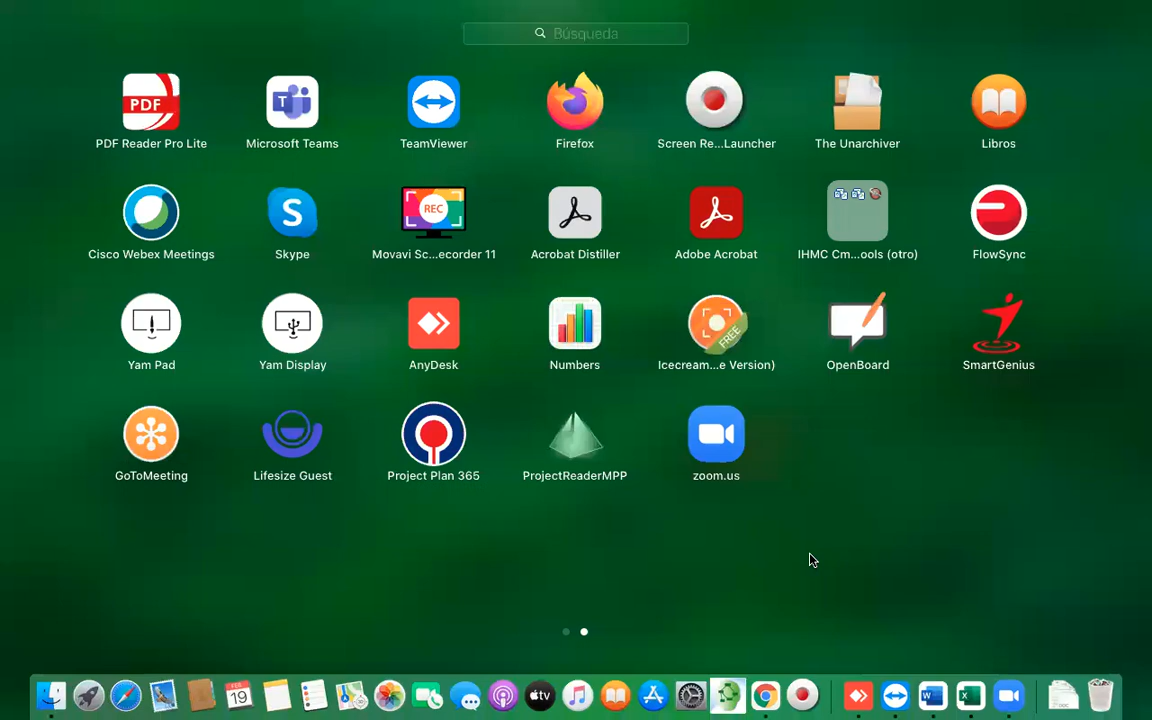 Búsqueda
PDF
PDF Reader Pro Lite
T
Microsoft Teams
TeamViewer
Firefox
Screen Re...Launcher
The Unarchiver
Libros
Cisco Webex Meetings
S
Skype
REC
Movavi Sc...ecorder 11
Acrobat Distiller
Adobe Acrobat
IHMC Cm...ools (otro)
FlowSync
Yam Pad
Yam Display
AnyDesk
Numbers
FREE
Icecream...e Version)
OpenBoard
SmartGenius
GoToMeeting
Lifesize Guest
Project Plan 365
ProjectReaderMPP
zoom.us
FEB
19
tv
W
X